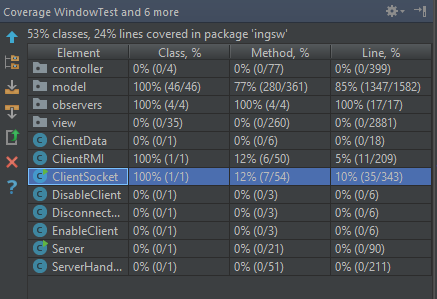 Coverage WindowTest and 6 more
53% classes, 24% lines covered in package 'ingsw'
Element Class, % Method, % Line, %
controller 0% (0/4) 0% (0/77) 0% (0/399)
model 100% (46/46) 77% (280/361) 85% (1347/1582)
observers 100% (4/4) 100% (4/4) 100% (17/17)
view 0% (0/35) 0% (0/260) 0% (0/2881)
ClientData 0% (0/1) 0% (0/6) 0% (0/18)
ClientRMI 100% (1/1) 12% (6/50) 5% (11/209)
ClientSocket 100% (1/1) 12% (7/54) 10% (35/343)
DisableClient 0% (0/1) 0% (0/3) 0% (0/6)
Disconnect... 0% (0/1) 0% (0/3) 0% (0/6)
EnableClient 0% (0/1) 0% (0/3) 0% (0/6)
Server 0% (0/1) 0% (0/21) 0% (0/90)
ServerHand... 0% (0/1) 0% (0/51) 0% (0/211)